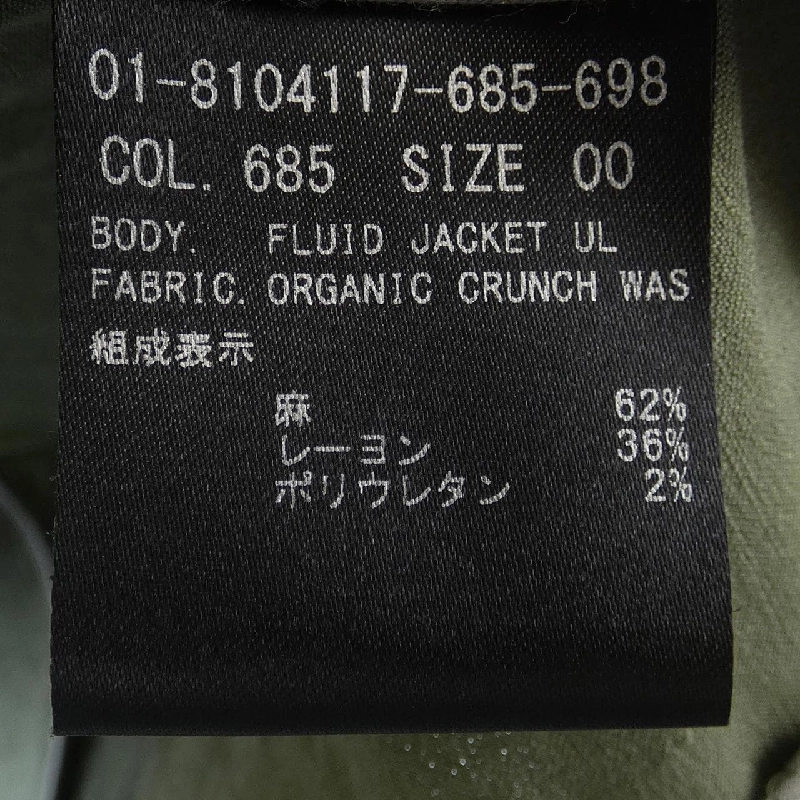 01-8104117-685-698
COL. 685 SIZE 00
BODY. FLUID JACKET UL
FABRIC. ORGANIC CRUNCH WAS
組成表示
麻 62%
レーヨン 36%
ポリウレタン 2%